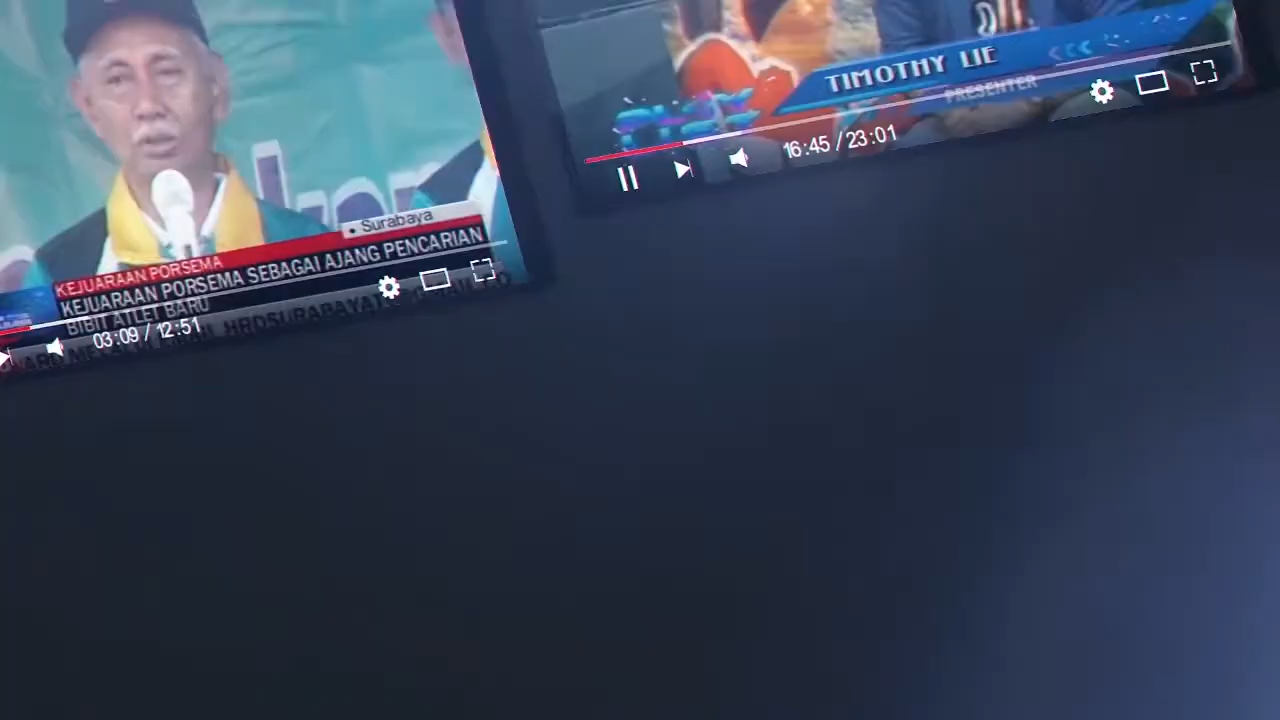 Surabaya
KEJUARAAN PORSEMA
KEJUARAAN PORSEMA SEBAGAI AJANG PENCARIAN
BIBIT ATLET BARU
03:09 / 12:51
TIMOTHY LIE
PRESENTER
16:45 / 23:01